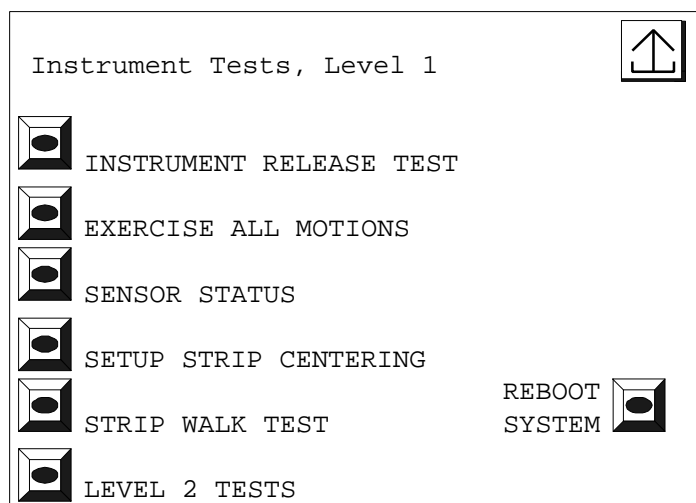 Instrument Tests, Level 1
INSTRUMENT RELEASE TEST
EXERCISE ALL MOTIONS
SENSOR STATUS
SETUP STRIP CENTERING
STRIP WALK TEST
REBOOT
SYSTEM
LEVEL 2 TESTS